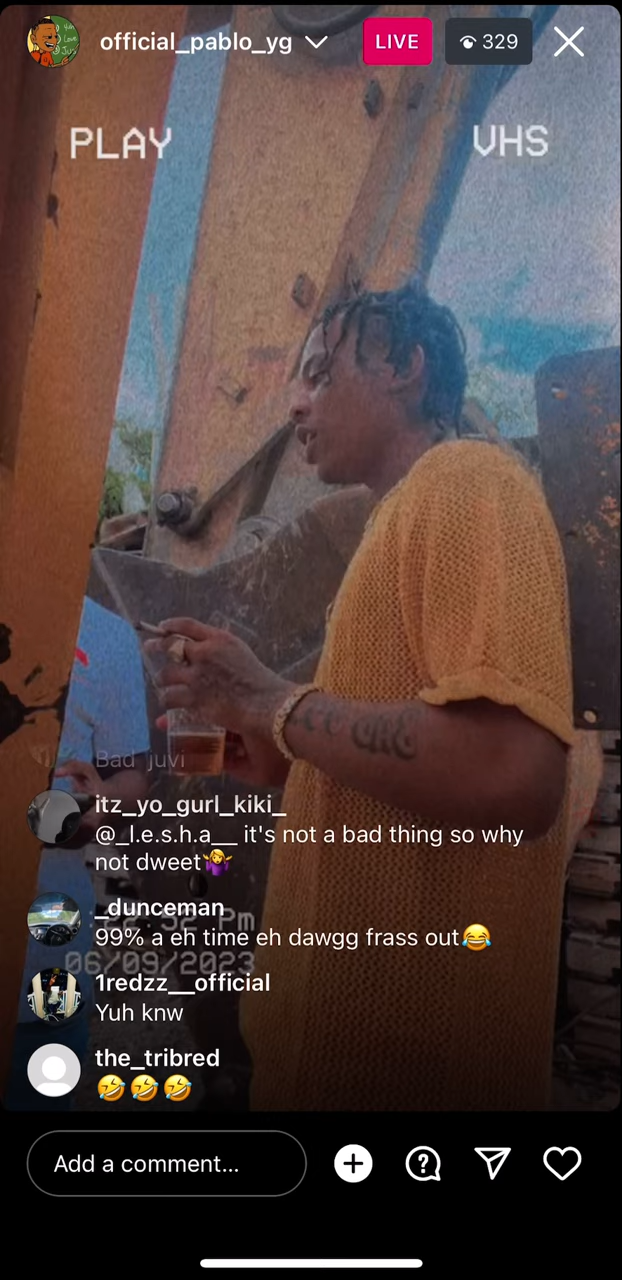 official_pablo_yg
LIVE
329
PLAY
VHS
Bad juvi
itz_yo_gurl_kiki_
@_l.e.s.h.a__ it's not a bad thing so why
not dweet🤷‍♀️
_dunceman
99% a eh time eh dawgg frass out😂
06/09/2023
1redzz__official
Yuh knw
the_tribred
🤣🤣🤣
Add a comment...